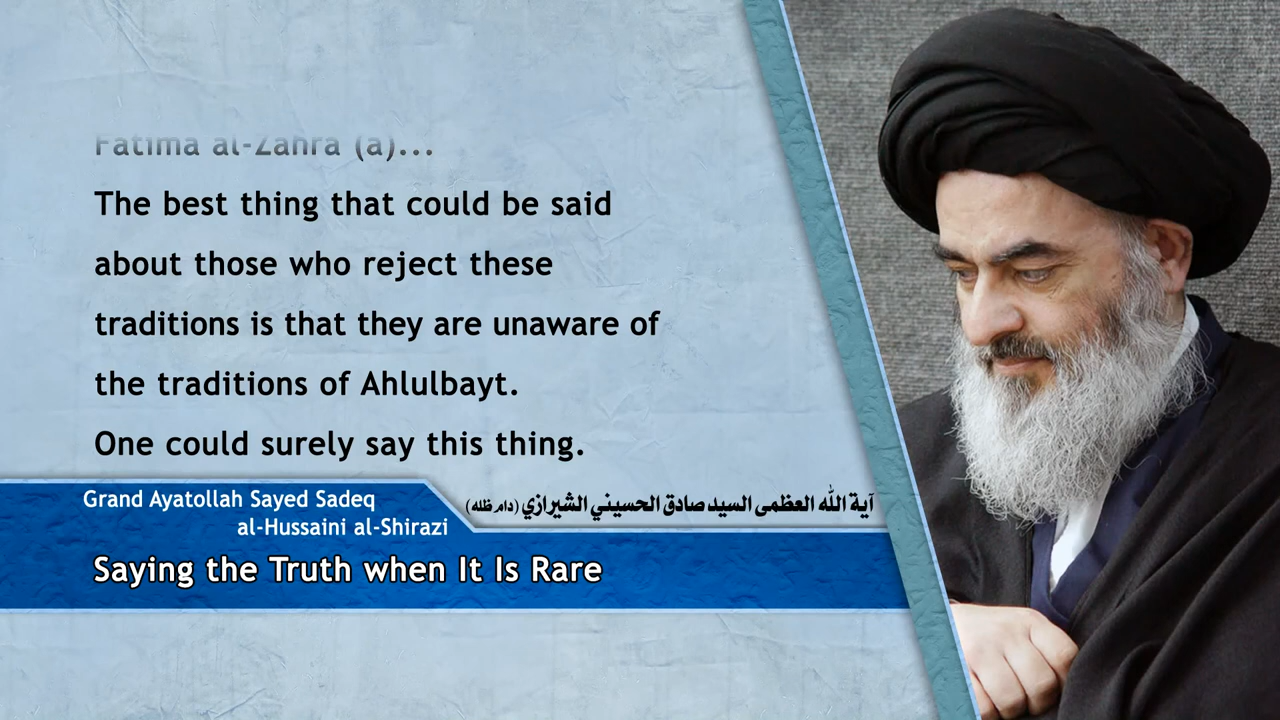 Fatima al-Zahra (a)...
The best thing that could be said
about those who reject these
traditions is that they are unaware of
the traditions of Ahlulbayt.
One could surely say this thing.
Grand Ayatollah Sayed Sadeq
al-Hussaini al-Shirazi
آية الله العظمى السيد صادق الحسيني الشيرازي (دام ظله)
Saying the Truth when It Is Rare